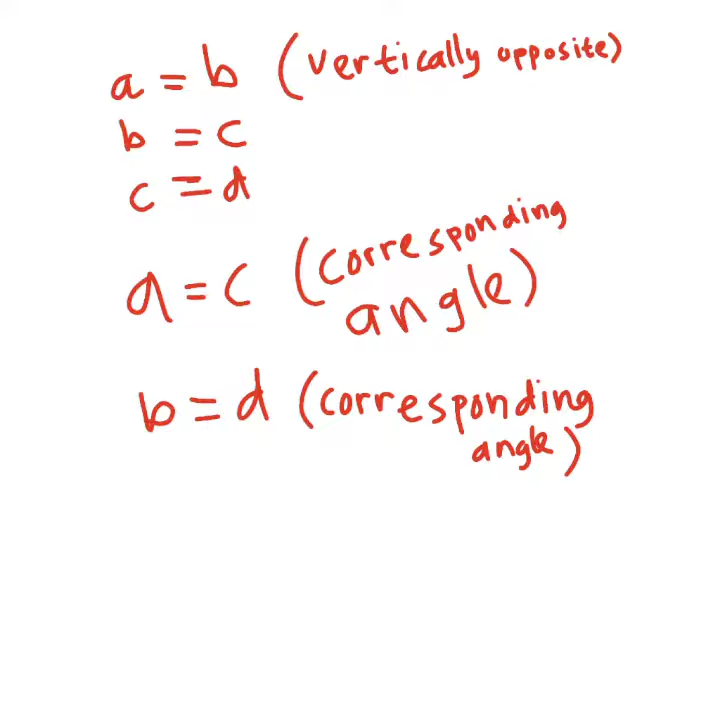 a = b (vertically opposite)
b = c
c = d
a = c (corresponding
angle)
b = d (corresponding
angle)